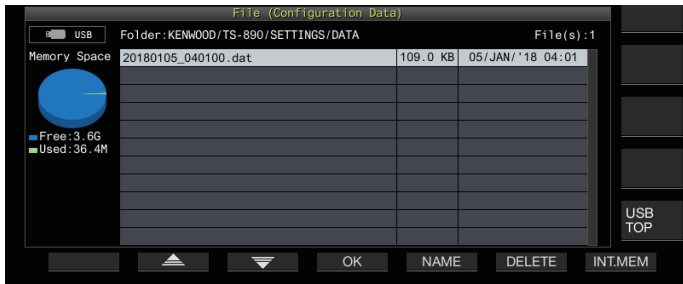 File (Configuration Data)
USB Folder:KENWOOD/TS-890/SETTINGS/DATA File(s):1
Memory Space 20180105_040100.dat 109.0 KB 05/JAN/'18 04:01
Free:3.6G
Used:36.4M
USB
TOP
OK NAME DELETE INT.MEM